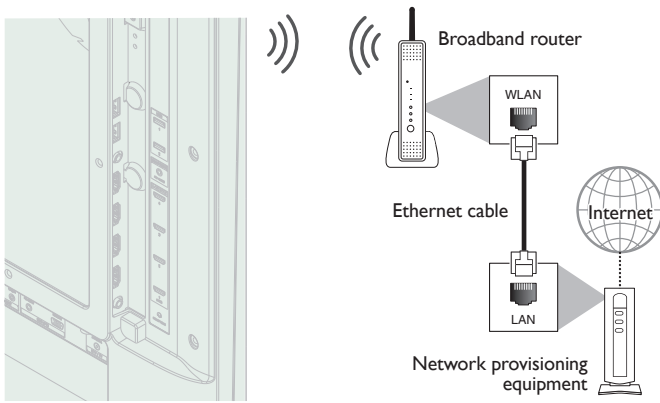 Broadband router
WLAN
Ethernet cable
Internet
LAN
Network provisioning
equipment